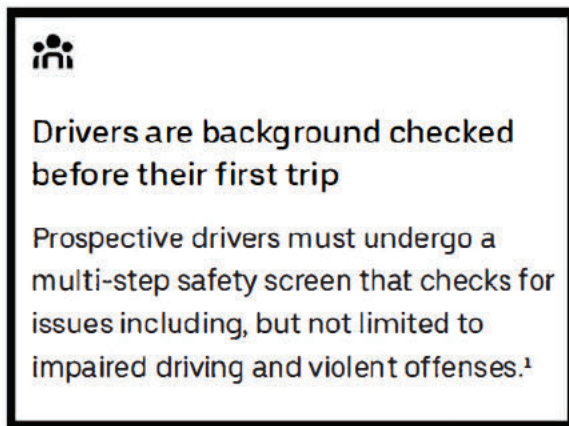 Drivers are background checked
before their first trip
Prospective drivers must undergo a
multi-step safety screen that checks for
issues including, but not limited to
impaired driving and violent offenses.¹